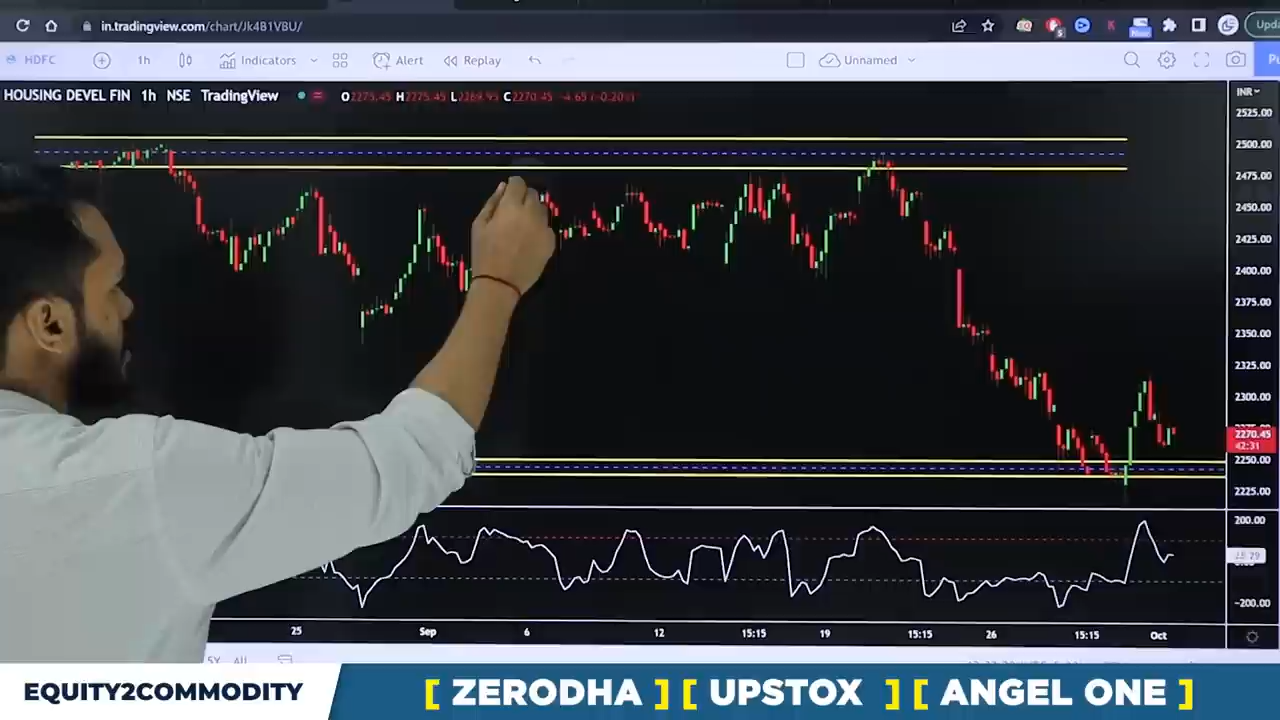 in.tradingview.com/chart/Jk4B1VBU/
HDFC
1h
Indicators
Alert
Replay
Unnamed
HOUSING DEVEL FIN 1h NSE TradingView
O2275.45 H2275.45 L2269.95 C2270.45 -4.65 (-0.20%)
INR
2525.00
2500.00
2475.00
2450.00
2425.00
2400.00
2375.00
2350.00
2325.00
2300.00
2270.45
42:31
2250.00
2225.00
200.00
-200.00
25 Sep 6 12 15:15 19 15:15 26 15:15 Oct
5Y All
EQUITY2COMMODITY
[ ZERODHA ] [ UPSTOX ] [ ANGEL ONE ]